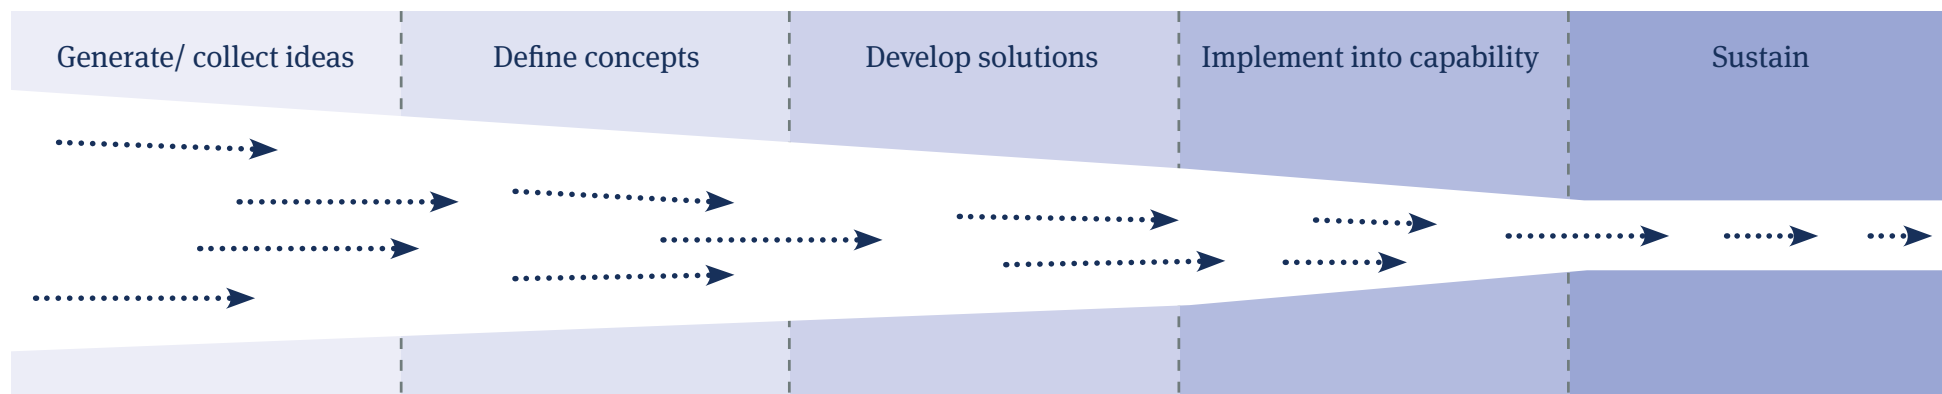 Generate/ collect ideas
Define concepts
Develop solutions
Implement into capability
Sustain